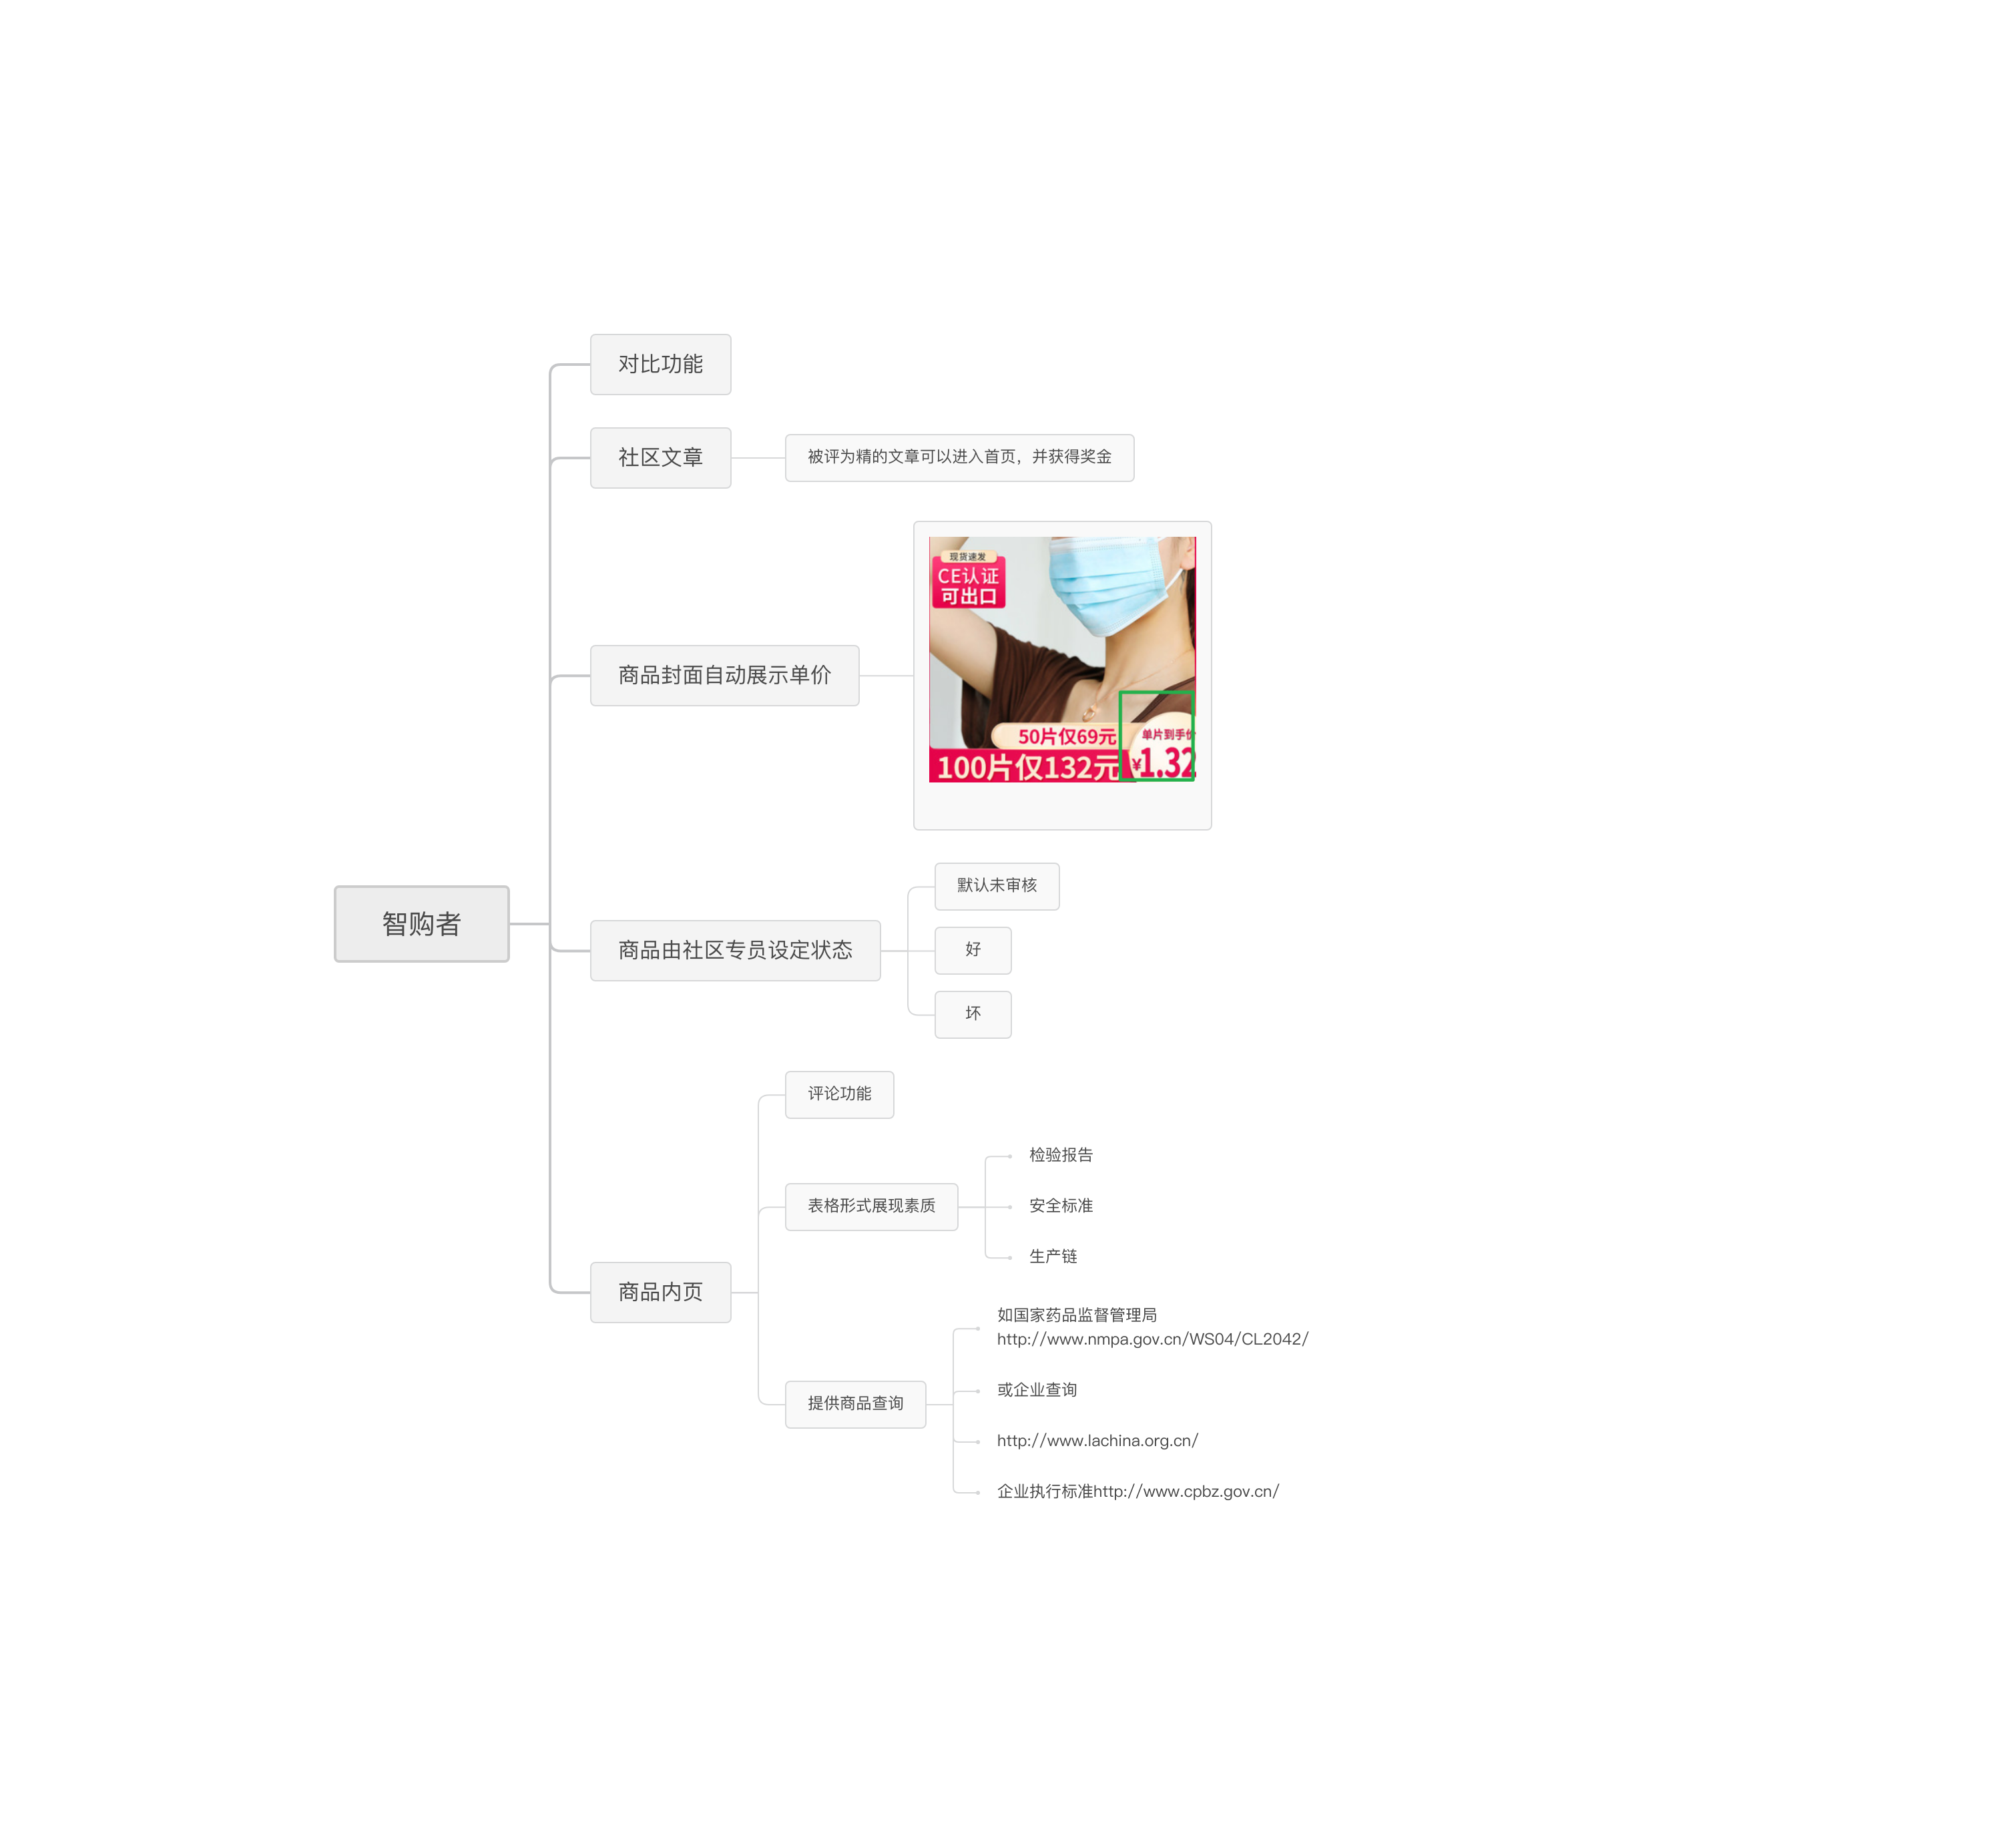 智购者
对比功能
社区文章
被评为精的文章可以进入首页，并获得奖金
商品封面自动展示单价
现货速发
CE认证
可出口
50片仅69元
单片到手价
100片仅132元
¥1.32
商品由社区专员设定状态
默认未审核
好
坏
商品内页
评论功能
表格形式展现素质
检验报告
安全标准
生产链
提供商品查询
如国家药品监督管理局
http://www.nmpa.gov.cn/WS04/CL2042/
或企业查询
http://www.lachina.org.cn/
企业执行标准http://www.cpbz.gov.cn/